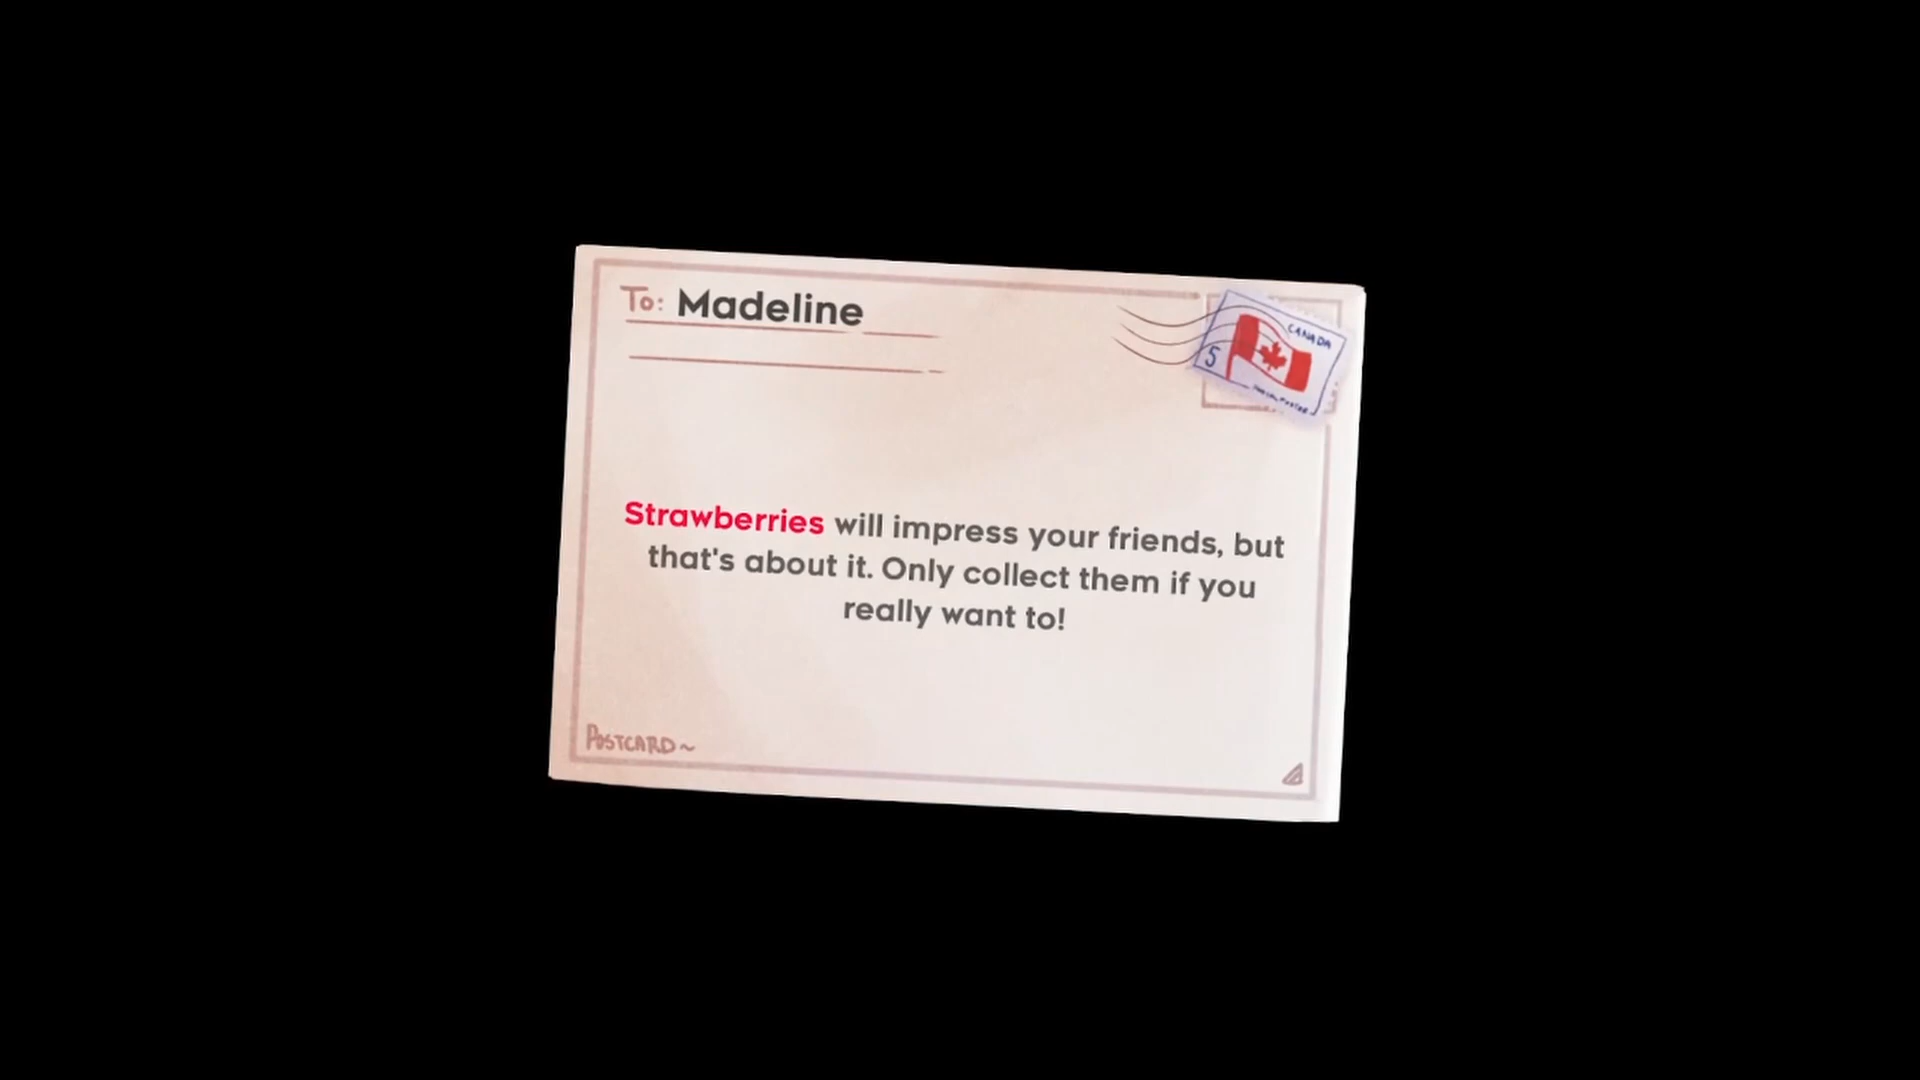 To: Madeline
CANADA
5
Strawberries will impress your friends, but
that's about it. Only collect them if you
really want to!
POSTCARD~